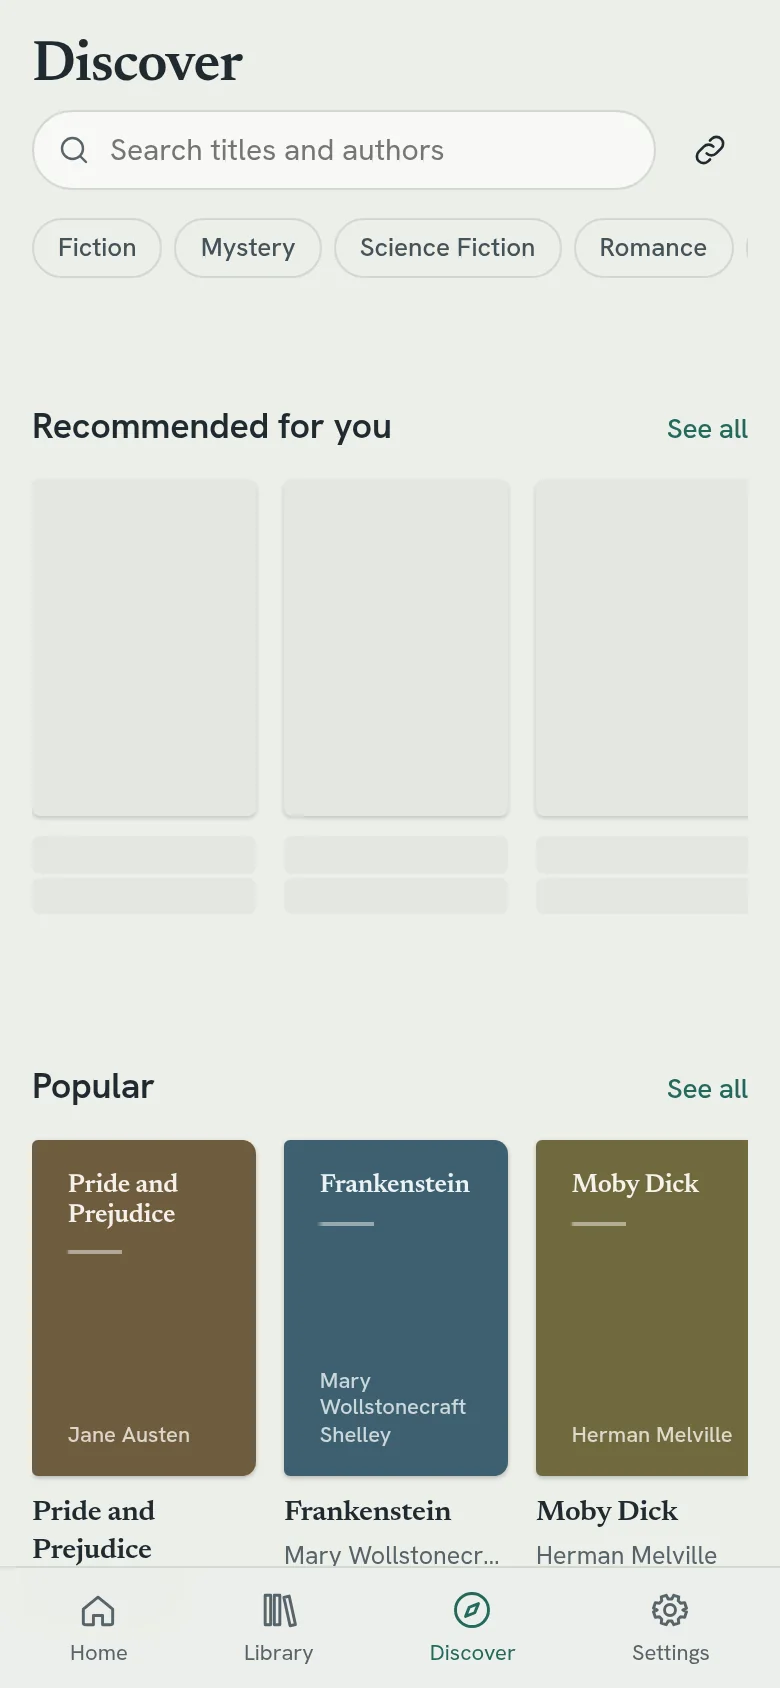 Discover
Search titles and authors
Fiction
Mystery
Science Fiction
Romance
Recommended for you
See all
Popular
See all
Pride and
Prejudice
Jane Austen
Frankenstein
Mary
Wollstonecraft
Shelley
Moby Dick
Herman Melville
Pride and
Prejudice
Frankenstein
Mary Wollstonecr...
Moby Dick
Herman Melville
Home
Library
Discover
Settings